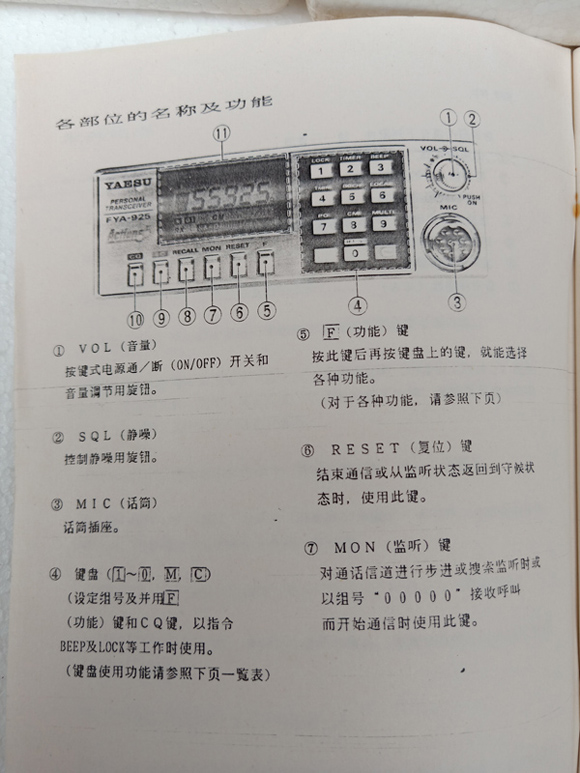 各部位的名称及功能
⑪ ① ②
VOL SQL
YAESU
PERSONAL
TRANSCEIVER
FYA-925
LOCK TIMER BEEP
1 2 3
4 5 6
7 8 9
0
PUSH
ON
MIC
CQ RECALL MON RESET F
⑩ ⑨ ⑧ ⑦ ⑥ ⑤ ④ ③
① VOL（音量）
按键式电源通／断（ON/OFF）开关和
音量调节用旋钮。
② SQL（静噪）
控制静噪用旋钮。
③ MIC（话筒）
话筒插座。
④ 键盘（1～0，M，C）
（设定组号及并用F
（功能）键和CQ键，以指令
BEEP及LOCK等工作时使用。
（键盘使用功能请参照下页一览表）
⑤ F（功能）键
按此键后再按键盘上的键，就能选择
各种功能。
（对于各种功能，请参照下页）
⑥ RESET（复位）键
结束通信或从监听状态返回到守候状
态时，使用此键。
⑦ MON（监听）键
对通话信道进行步进或搜索监听时或
以组号“00000”接收呼叫
而开始通信时使用此键。